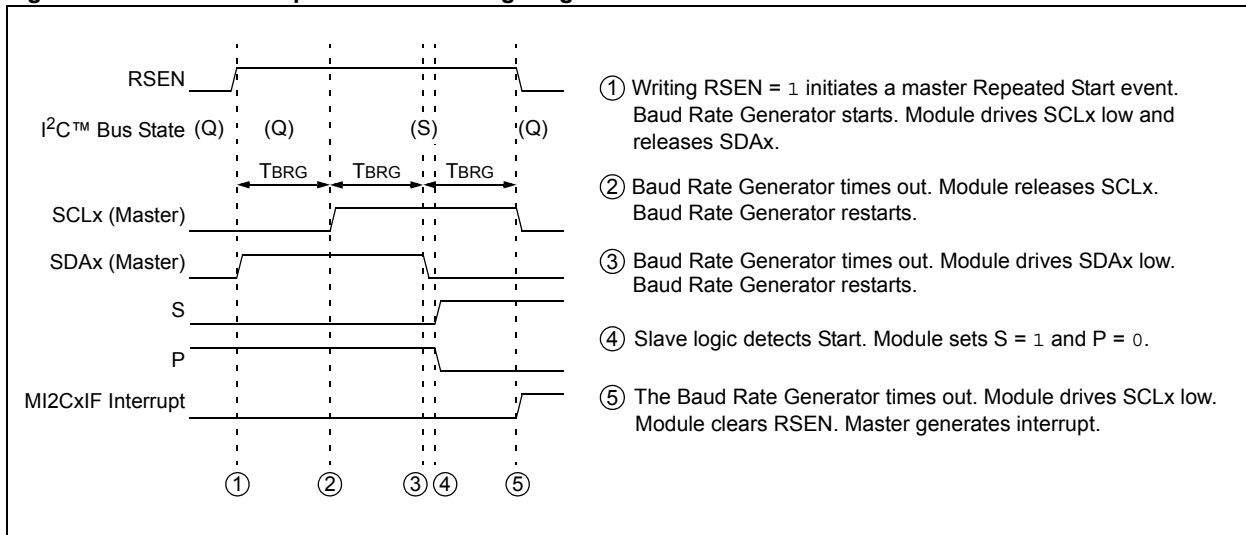 RSEN
I2C™ Bus State (Q) (Q) (S) (Q)
TBRG TBRG TBRG
SCLx (Master)
SDAx (Master)
S
P
MI2CxIF Interrupt
1 2 3 4 5
1 Writing RSEN = 1 initiates a master Repeated Start event.
Baud Rate Generator starts. Module drives SCLx low and
releases SDAx.
2 Baud Rate Generator times out. Module releases SCLx.
Baud Rate Generator restarts.
3 Baud Rate Generator times out. Module drives SDAx low.
Baud Rate Generator restarts.
4 Slave logic detects Start. Module sets S = 1 and P = 0.
5 The Baud Rate Generator times out. Module drives SCLx low.
Module clears RSEN. Master generates interrupt.